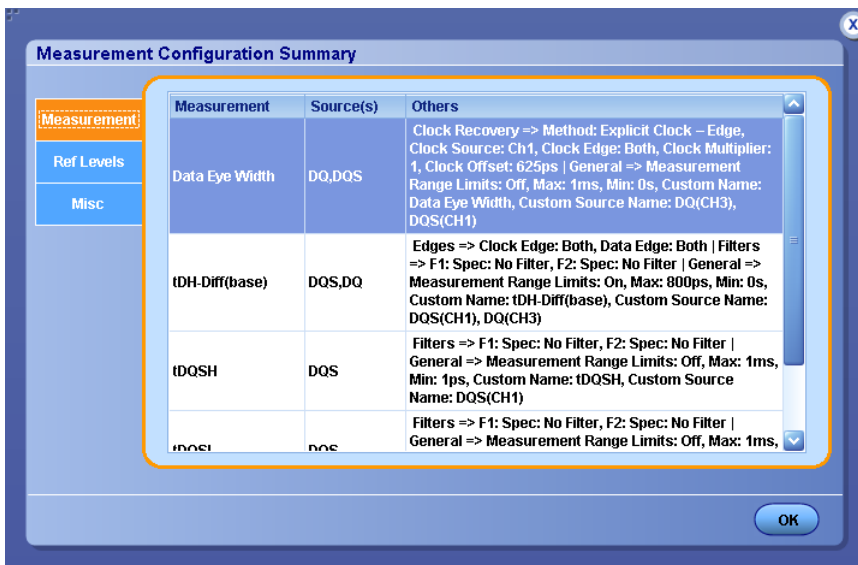 Measurement Configuration Summary
Measurement
Ref Levels
Misc
Measurement Source(s) Others
Data Eye Width DQ,DQS
Clock Recovery => Method: Explicit Clock – Edge,
Clock Source: Ch1, Clock Edge: Both, Clock Multiplier:
1, Clock Offset: 625ps | General => Measurement
Range Limits: Off, Max: 1ms, Min: 0s, Custom Name:
Data Eye Width, Custom Source Name: DQ(CH3),
DQS(CH1)
tDH-Diff(base) DQS,DQ
Edges => Clock Edge: Both, Data Edge: Both | Filters
=> F1: Spec: No Filter, F2: Spec: No Filter | General =>
Measurement Range Limits: On, Max: 800ps, Min: 0s,
Custom Name: tDH-Diff(base), Custom Source Name:
DQS(CH1), DQ(CH3)
tDQSH DQS
Filters => F1: Spec: No Filter, F2: Spec: No Filter |
General => Measurement Range Limits: Off, Max: 1ms,
Min: 1ps, Custom Name: tDQSH, Custom Source
Name: DQS(CH1)
tDQSL DQS
Filters => F1: Spec: No Filter, F2: Spec: No Filter |
General => Measurement Range Limits: Off, Max: 1ms,
OK